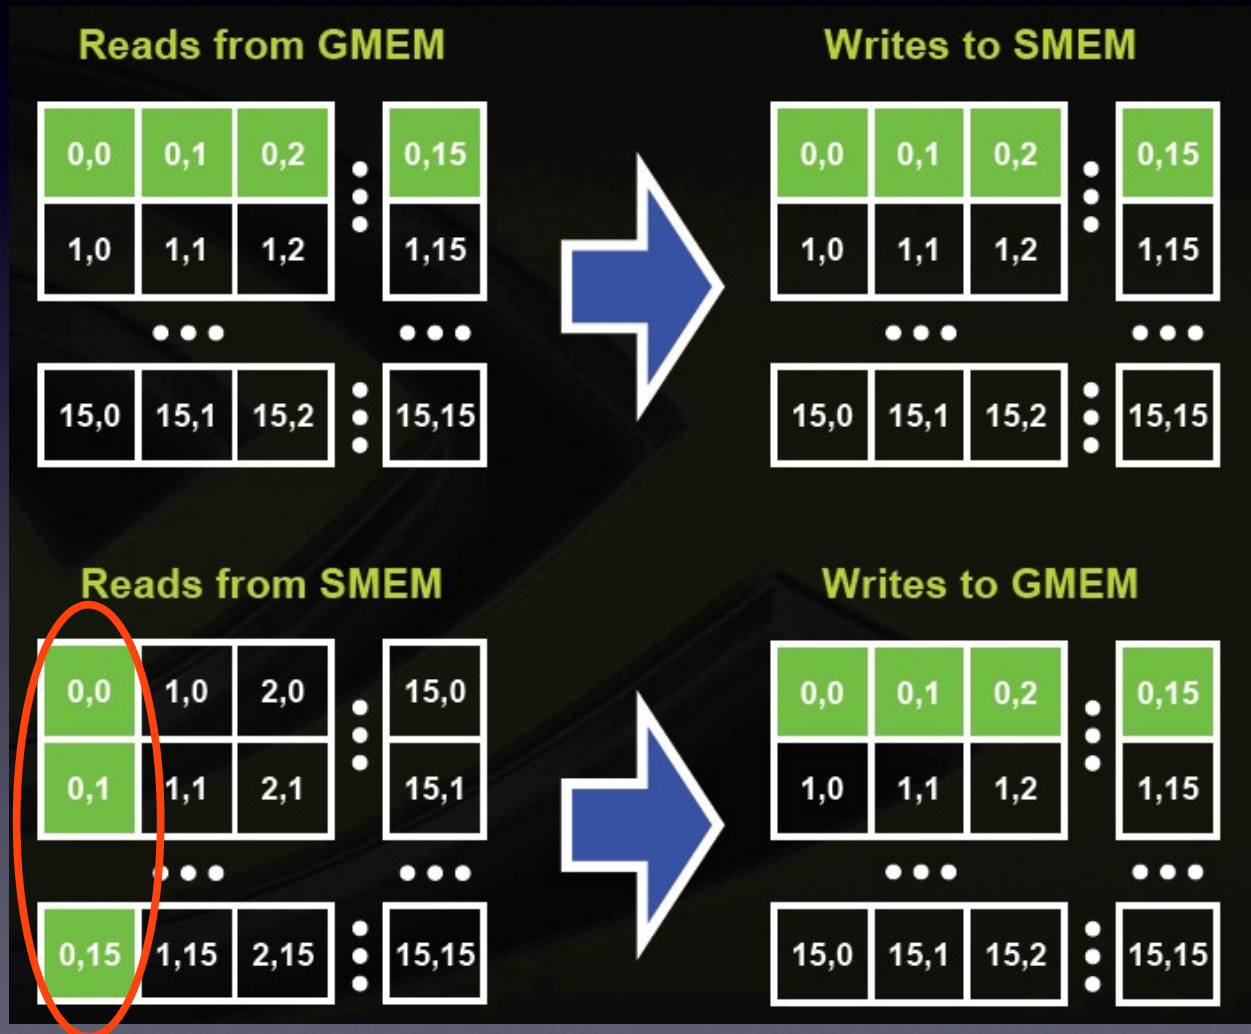 Reads from GMEM
Writes to SMEM
0,0 0,1 0,2 0,15
1,0 1,1 1,2 1,15
15,0 15,1 15,2 15,15
0,0 0,1 0,2 0,15
1,0 1,1 1,2 1,15
15,0 15,1 15,2 15,15
Reads from SMEM
Writes to GMEM
0,0 1,0 2,0 15,0
0,1 1,1 2,1 15,1
0,15 1,15 2,15 15,15
0,0 0,1 0,2 0,15
1,0 1,1 1,2 1,15
15,0 15,1 15,2 15,15